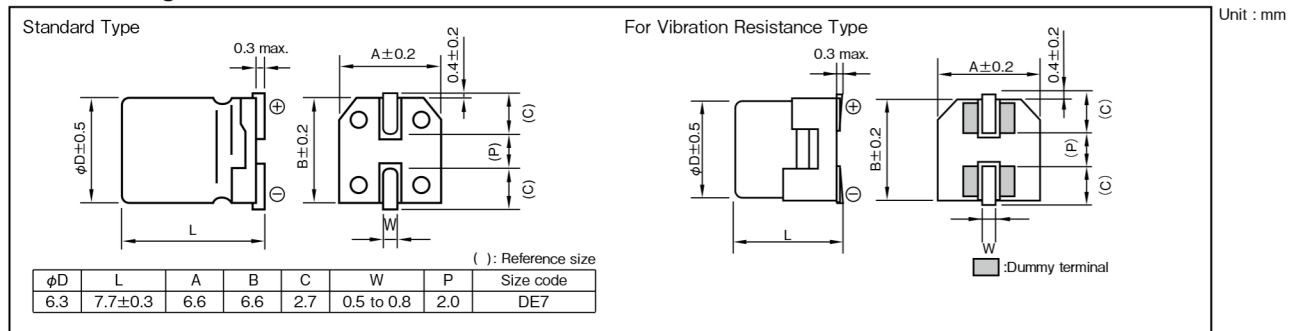 Unit : mm
Standard Type
0.3 max.
A±0.2
0.4±0.2
⊕
(C)
φD±0.5
B±0.2
(P)
⊖
(C)
L
W
( ): Reference size
φD L A B C W P Size code
6.3 7.7±0.3 6.6 6.6 2.7 0.5 to 0.8 2.0 DE7
For Vibration Resistance Type
0.3 max.
A±0.2
0.4±0.2
⊕
(C)
φD±0.5
B±0.2
(P)
⊖
(C)
L
W
:Dummy terminal